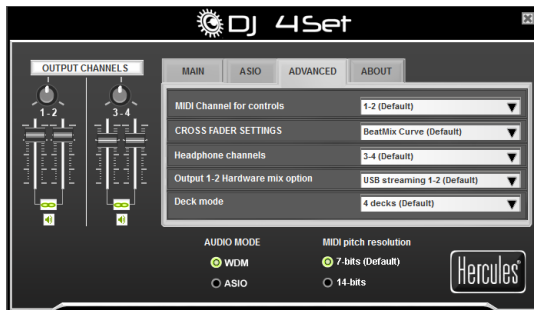 DJ 4Set
OUTPUT CHANNELS
1 - 2
3 - 4
MAIN
ASIO
ADVANCED
ABOUT
MIDI Channel for controls
1-2 (Default)
CROSS FADER SETTINGS
BeatMix Curve (Default)
Headphone channels
3-4 (Default)
Output 1-2 Hardware mix option
USB streaming 1-2 (Default)
Deck mode
4 decks (Default)
AUDIO MODE
WDM
ASIO
MIDI pitch resolution
7-bits (Default)
14-bits
Hercules®